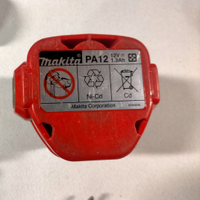 makita PA12 12V⎓ 1.3Ah
Ni-Cd Cd
Makita Corporation